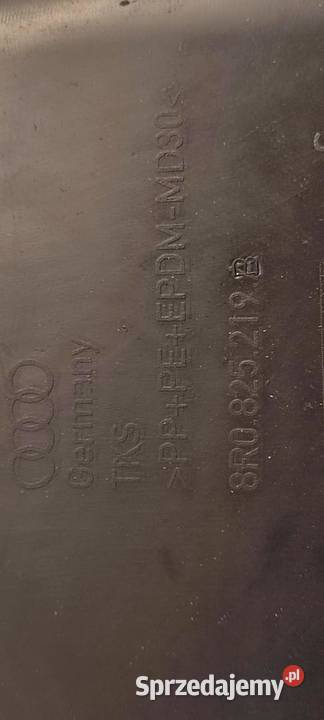 Germany
TKS
>PP+PE+EPDM-MD30<
8R0.825.219.B
Sprzedajemy.pl